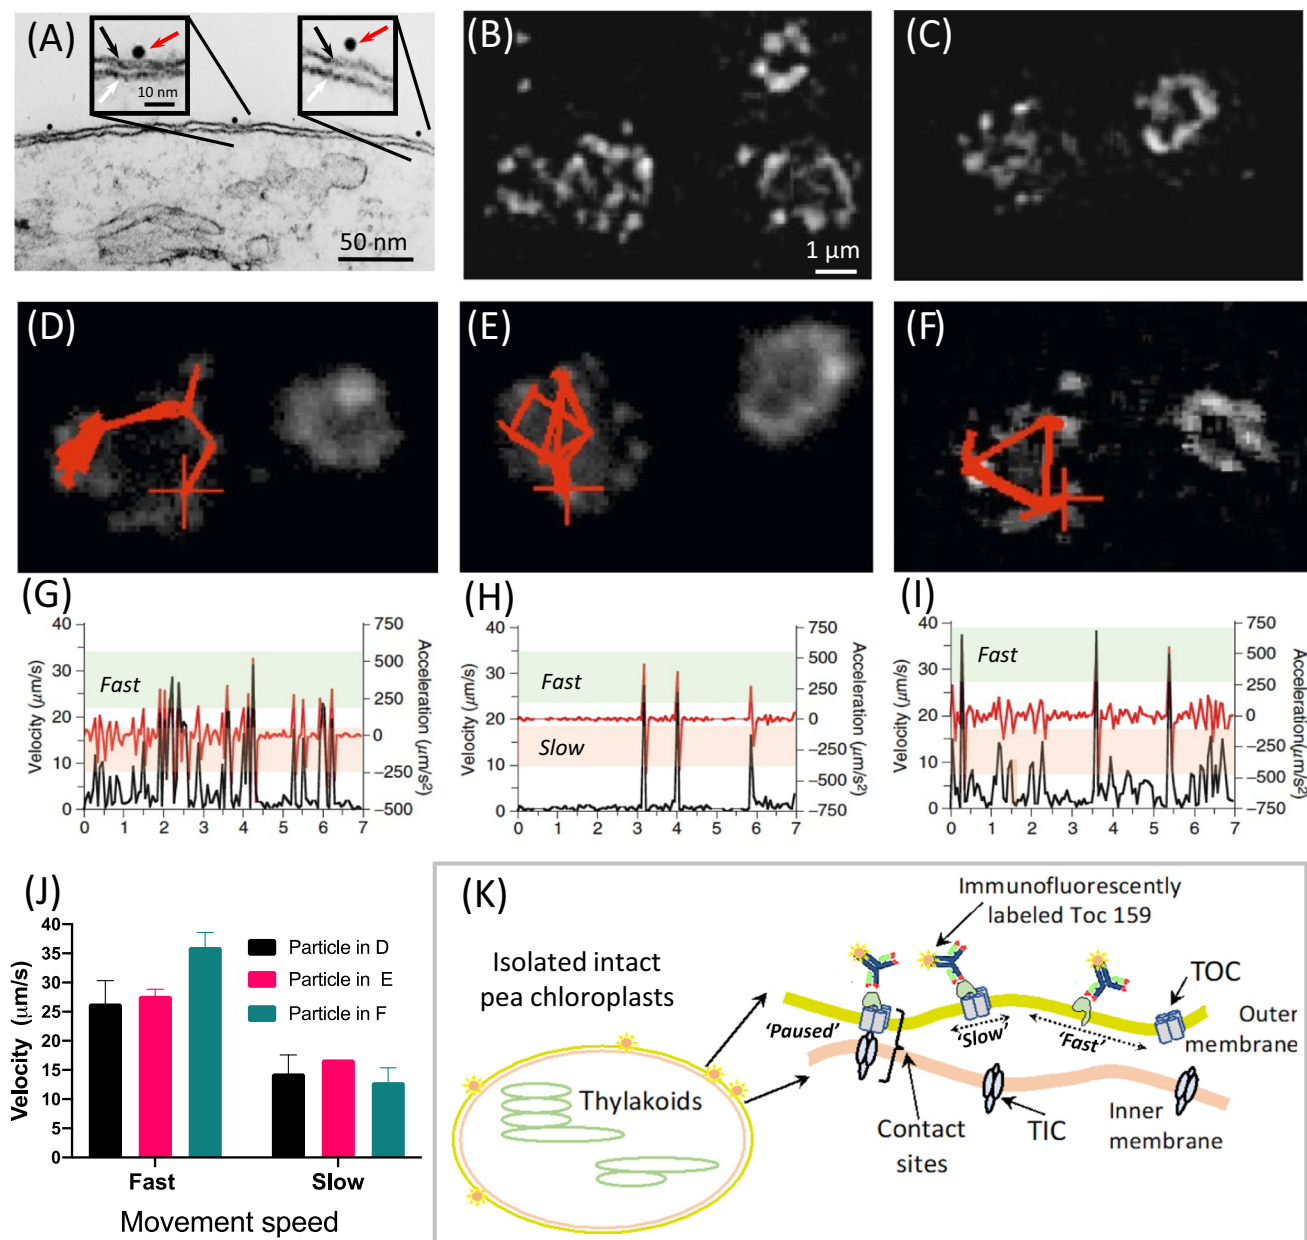 (A)
10 nm
50 nm
(B)
1 μm
(C)
(D)
(E)
(F)
(G)
Velocity (μm/s)
40
30
20
10
0
Fast
750
500
250
0
−250
−500
Acceleration (μm/s²)
0 1 2 3 4 5 6 7
(H)
Velocity (μm/s)
40
30
20
10
0
Fast
Slow
750
500
250
0
−250
−500
−750
Acceleration (μm/s²)
0 1 2 3 4 5 6 7
(I)
Velocity (μm/s)
40
30
20
10
0
Fast
750
500
250
0
−250
−500
−750
Acceleration (μm/s²)
0 1 2 3 4 5 6 7
(J)
Velocity (μm/s)
40
35
30
25
20
15
10
5
0
Particle in D
Particle in E
Particle in F
Fast Slow
Movement speed
(K)
Immunofluorescently
labeled Toc 159
Isolated intact
pea chloroplasts
TOC
Outer
membrane
'Paused'
'Slow'
'Fast'
Thylakoids
Contact
sites
TIC
Inner
membrane